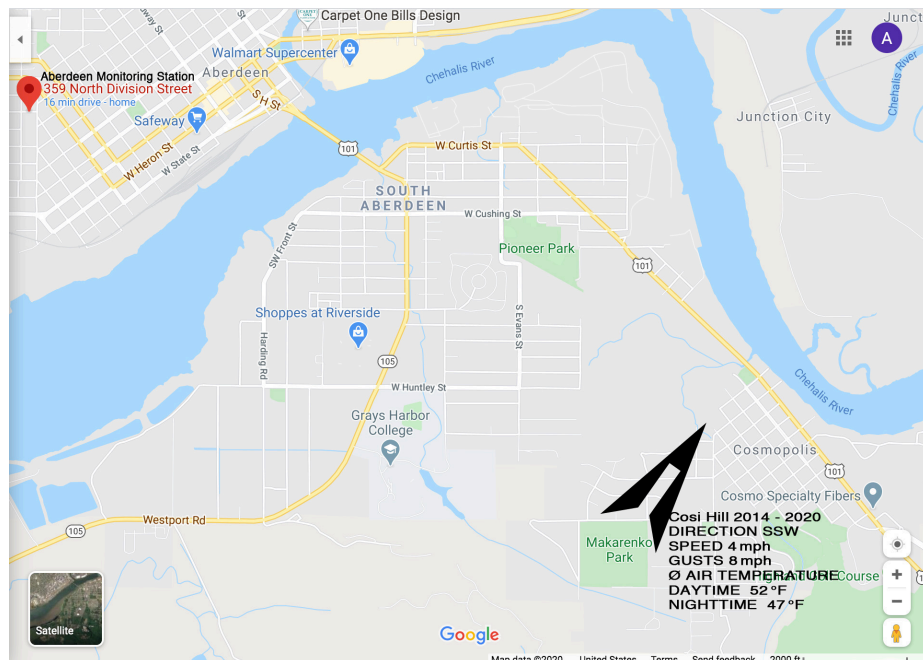 Carpet One Bills Design
Junct
Walmart Supercenter
A
Aberdeen Monitoring Station
359 North Division Street
16 min drive - home
Aberdeen
Chehalis River
Chehalis River
Junction City
S H St
Safeway
W Heron St
W State St
101
W Curtis St
SOUTH
ABERDEEN
W Cushing St
SW Front St
Pioneer Park
101
Shoppes at Riverside
S Evans St
Harding Rd
105
W Huntley St
Chehalis River
Grays Harbor
College
Cosmopolis
101
Cosmo Specialty Fibers
105
Westport Rd
Cosi Hill 2014 - 2020
DIRECTION SSW
SPEED 4 mph
GUSTS 8 mph
Ø AIR TEMPERATURE
DAYTIME 52 °F
NIGHTTIME 47 °F
Makarenko
Park
Course
Satellite
Google
Map data ©2020 United States Terms Send feedback 2000 ft